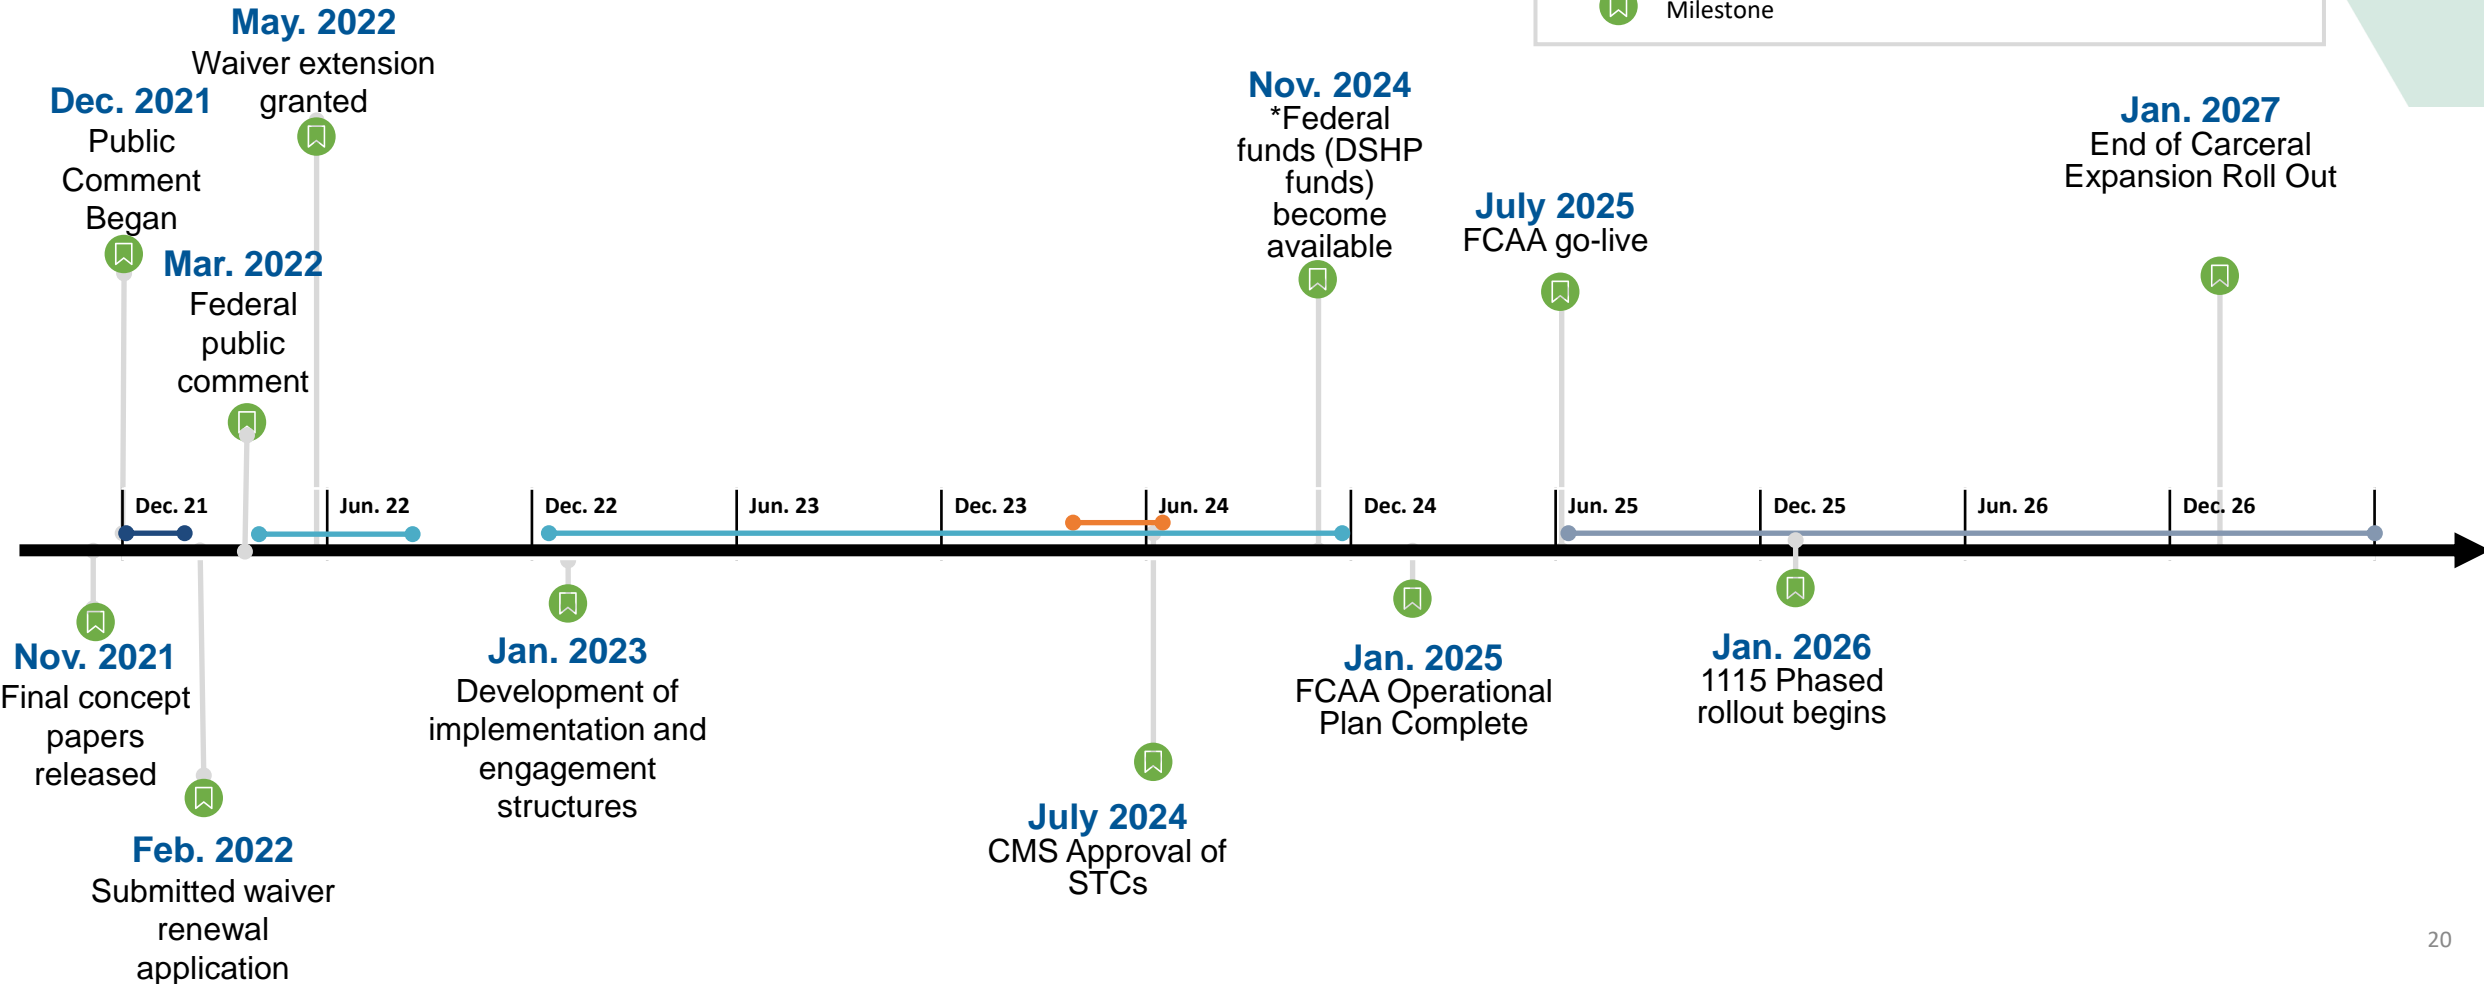 Milestone
May. 2022
Waiver extension
granted
Dec. 2021
Public
Comment
Began
Mar. 2022
Federal
public
comment
Nov. 2024
*Federal
funds (DSHP
funds)
become
available
July 2025
FCAA go-live
Jan. 2027
End of Carceral
Expansion Roll Out
Dec. 21
Jun. 22
Dec. 22
Jun. 23
Dec. 23
Jun. 24
Dec. 24
Jun. 25
Dec. 25
Jun. 26
Dec. 26
Nov. 2021
Final concept
papers
released
Feb. 2022
Submitted waiver
renewal
application
Jan. 2023
Development of
implementation and
engagement
structures
July 2024
CMS Approval of
STCs
Jan. 2025
FCAA Operational
Plan Complete
Jan. 2026
1115 Phased
rollout begins
20